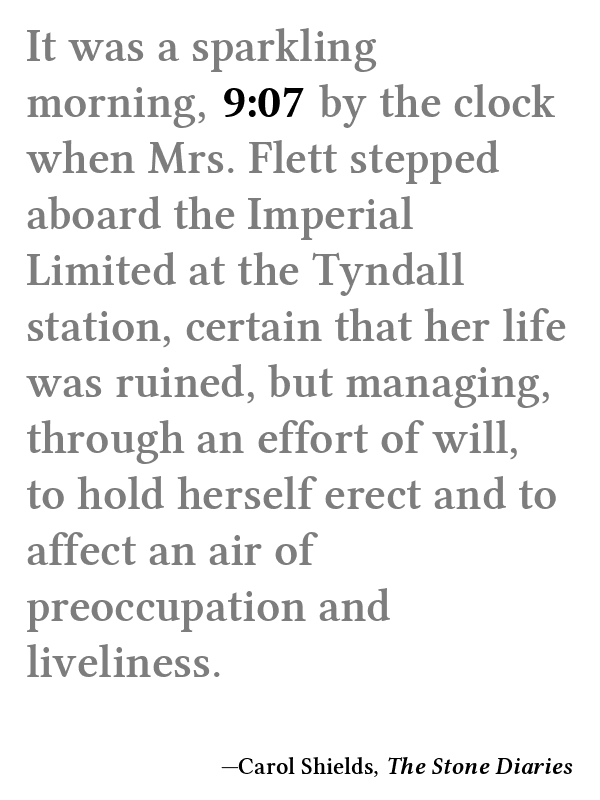 It was a sparkling
morning, 9:07 by the clock
when Mrs. Flett stepped
aboard the Imperial
Limited at the Tyndall
station, certain that her life
was ruined, but managing,
through an effort of will,
to hold herself erect and to
affect an air of
preoccupation and
liveliness.
—Carol Shields, The Stone Diaries